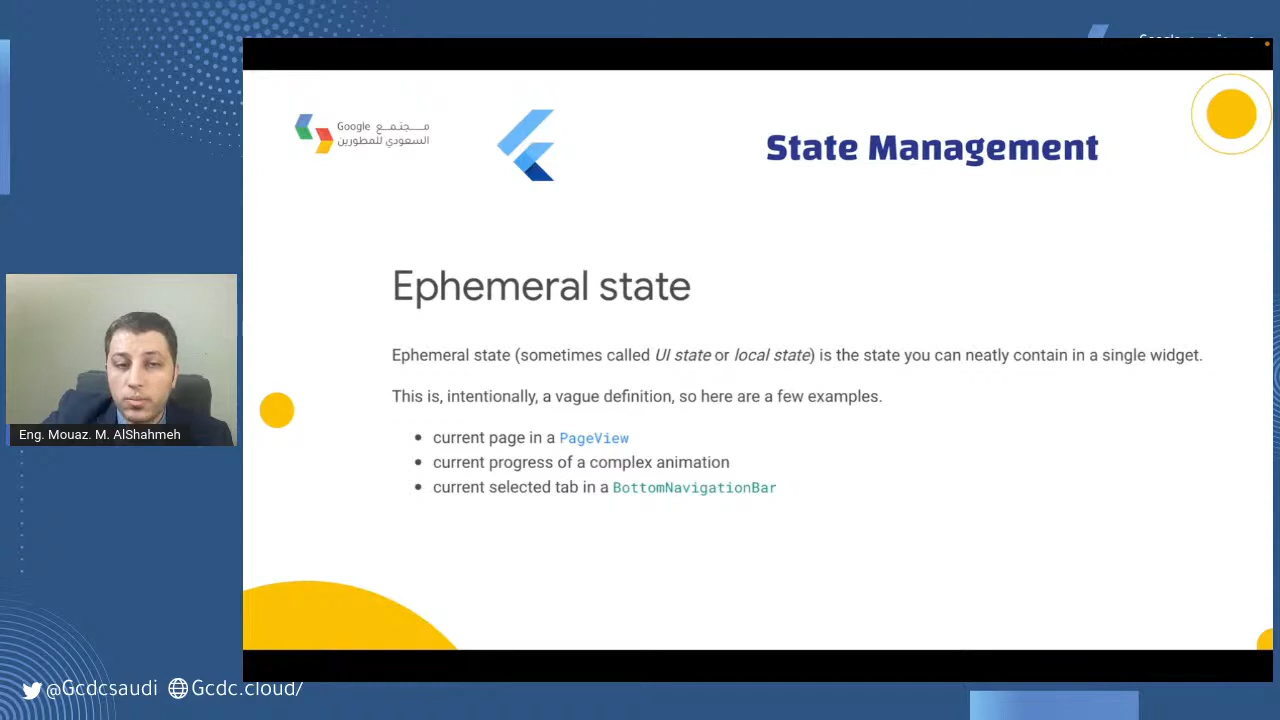 Google
Google مجتمع
السعودي للمطورين
State Management
Ephemeral state
Ephemeral state (sometimes called UI state or local state) is the state you can neatly contain in a single widget.
This is, intentionally, a vague definition, so here are a few examples.
• current page in a PageView
• current progress of a complex animation
• current selected tab in a BottomNavigationBar
Eng. Mouaz. M. AlShahmeh
@Gcdcsaudi Gcdc.cloud/